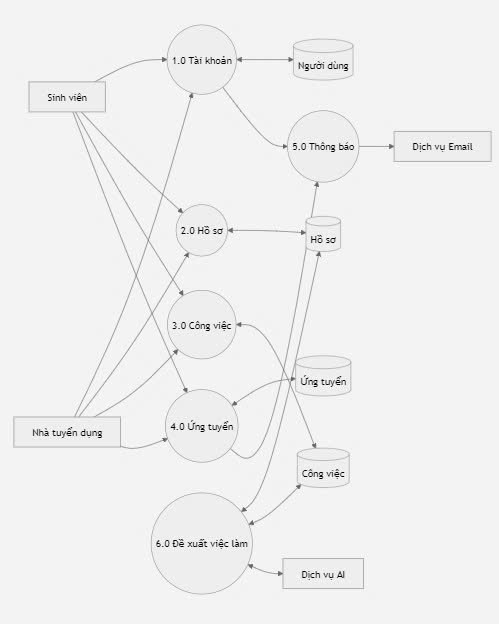 1.0 Tài khoản
Người dùng
Sinh viên
5.0 Thông báo
Dịch vụ Email
2.0 Hồ sơ
Hồ sơ
3.0 Công việc
Ứng tuyển
4.0 Ứng tuyển
Nhà tuyển dụng
Công việc
6.0 Đề xuất việc làm
Dịch vụ AI